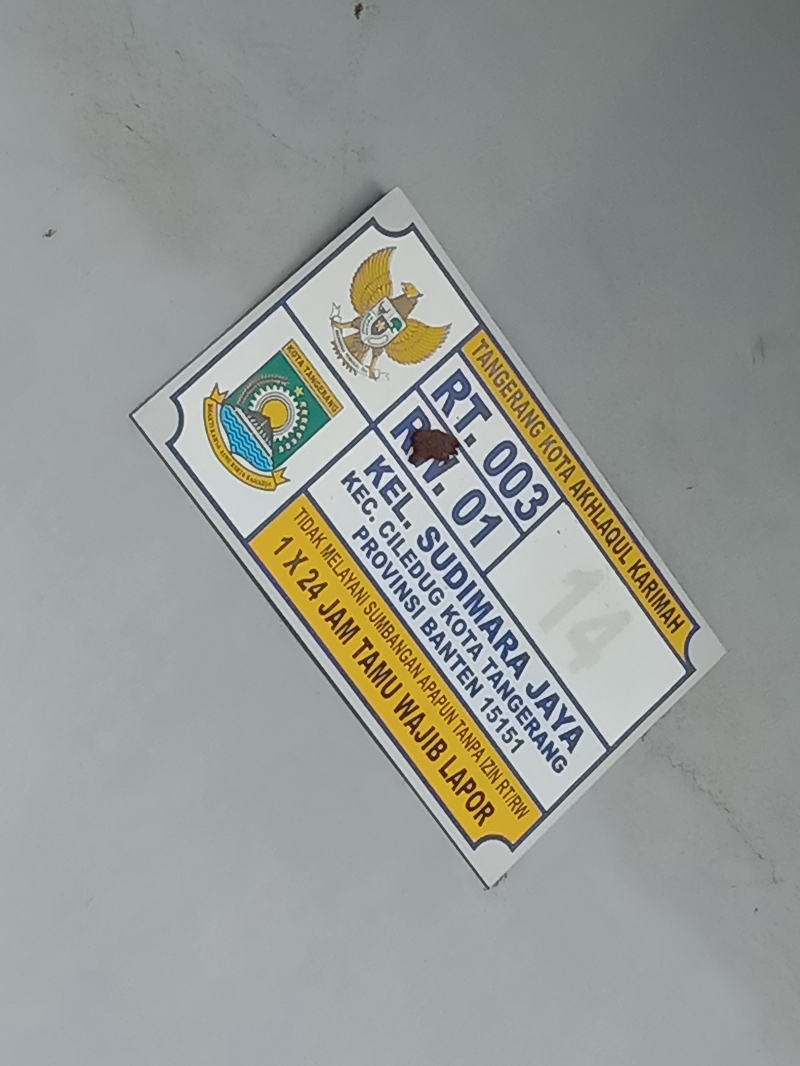 TANGERANG KOTA AKHLAQUL KARIMAH
RT. 003
RW. 01
14
KEL. SUDIMARA JAYA
KEC. CILEDUG KOTA TANGERANG
PROVINSI BANTEN 15151
TIDAK MELAYANI SUMBANGAN APAPUN TANPA IZIN RT/RW
1 X 24 JAM TAMU WAJIB LAPOR
KOTA TANGERANG